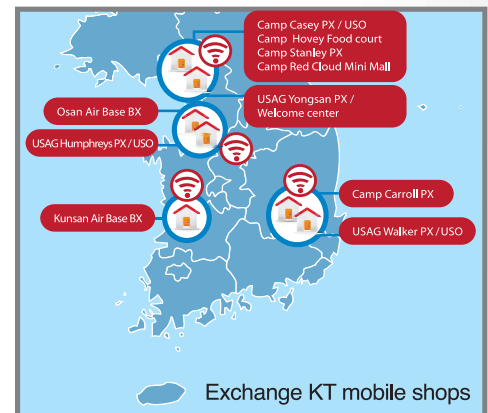 Camp Casey PX / USO
Camp Hovey Food court
Camp Stanley PX
Camp Red Cloud Mini Mall
USAG Yongsan PX /
Welcome center
Osan Air Base BX
USAG Humphreys PX / USO
Camp Carroll PX
Kunsan Air Base BX
USAG Walker PX / USO
Exchange KT mobile shops